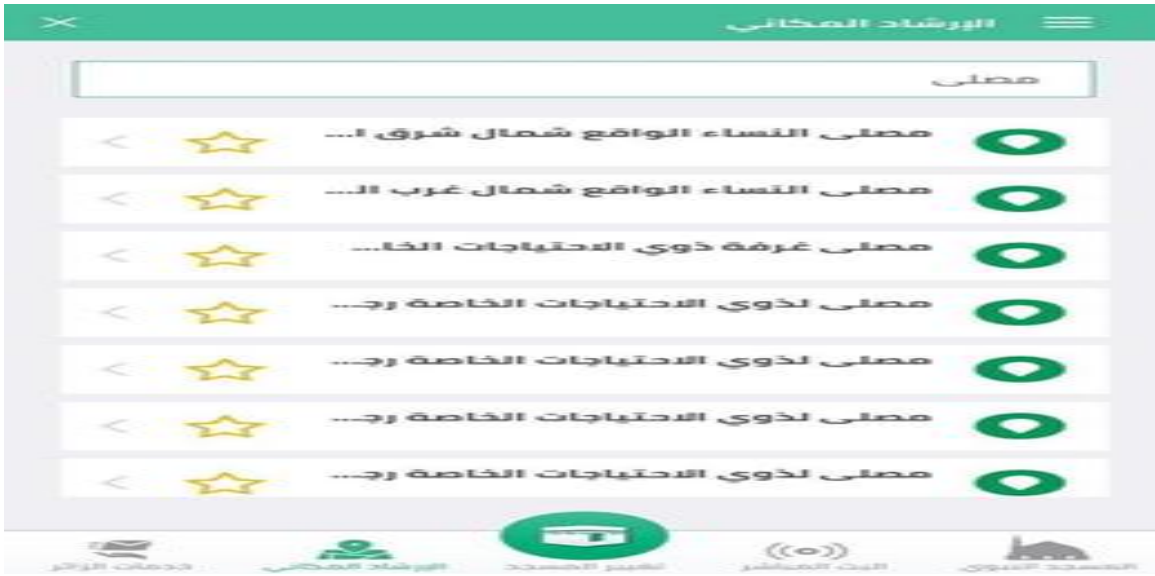 الإرشاد المكاني
مصلى
مصلى النساء الواقع شمال شرق ا...
مصلى النساء الواقع شمال غرب ال...
مصلى غرفة ذوي الاحتياجات الخا...
مصلى لذوي الاحتياجات الخاصة رج...
مصلى لذوي الاحتياجات الخاصة رج...
مصلى لذوي الاحتياجات الخاصة رج...
مصلى لذوي الاحتياجات الخاصة رج...
المسجد النبوي البث المباشر تغيير المسجد الإرشاد المكاني خدمات الزائر